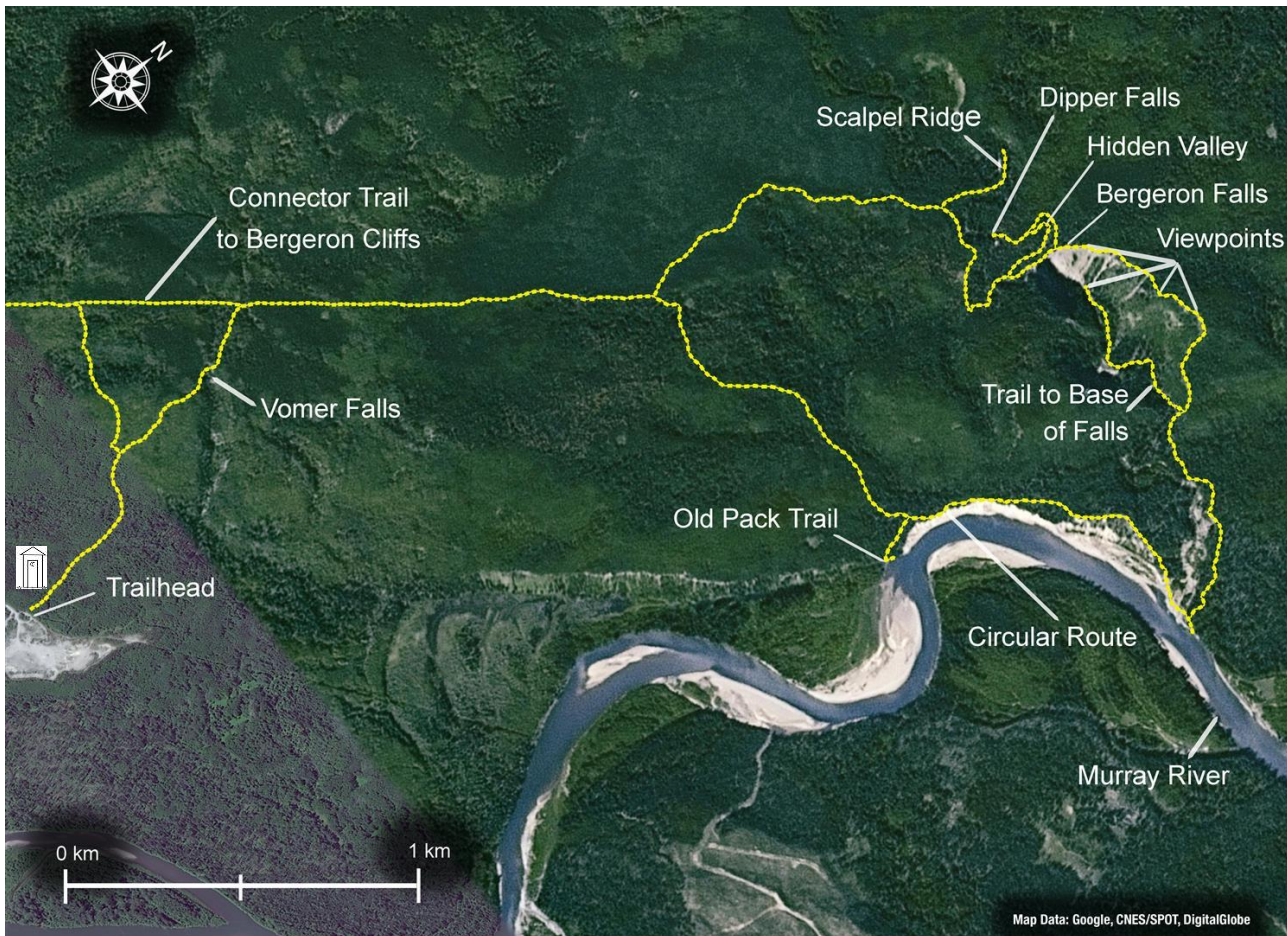 N
Scalpel Ridge
Dipper Falls
Hidden Valley
Bergeron Falls
Viewpoints
Connector Trail
to Bergeron Cliffs
Vomer Falls
Trail to Base
of Falls
Old Pack Trail
Trailhead
Circular Route
Murray River
0 km
1 km
Map Data: Google, CNES/SPOT, DigitalGlobe